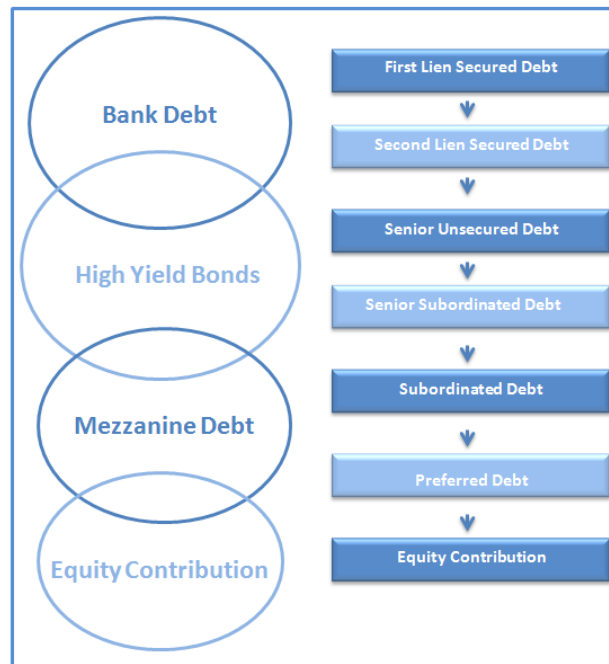 Bank Debt
High Yield Bonds
Mezzanine Debt
Equity Contribution
First Lien Secured Debt
Second Lien Secured Debt
Senior Unsecured Debt
Senior Subordinated Debt
Subordinated Debt
Preferred Debt
Equity Contribution